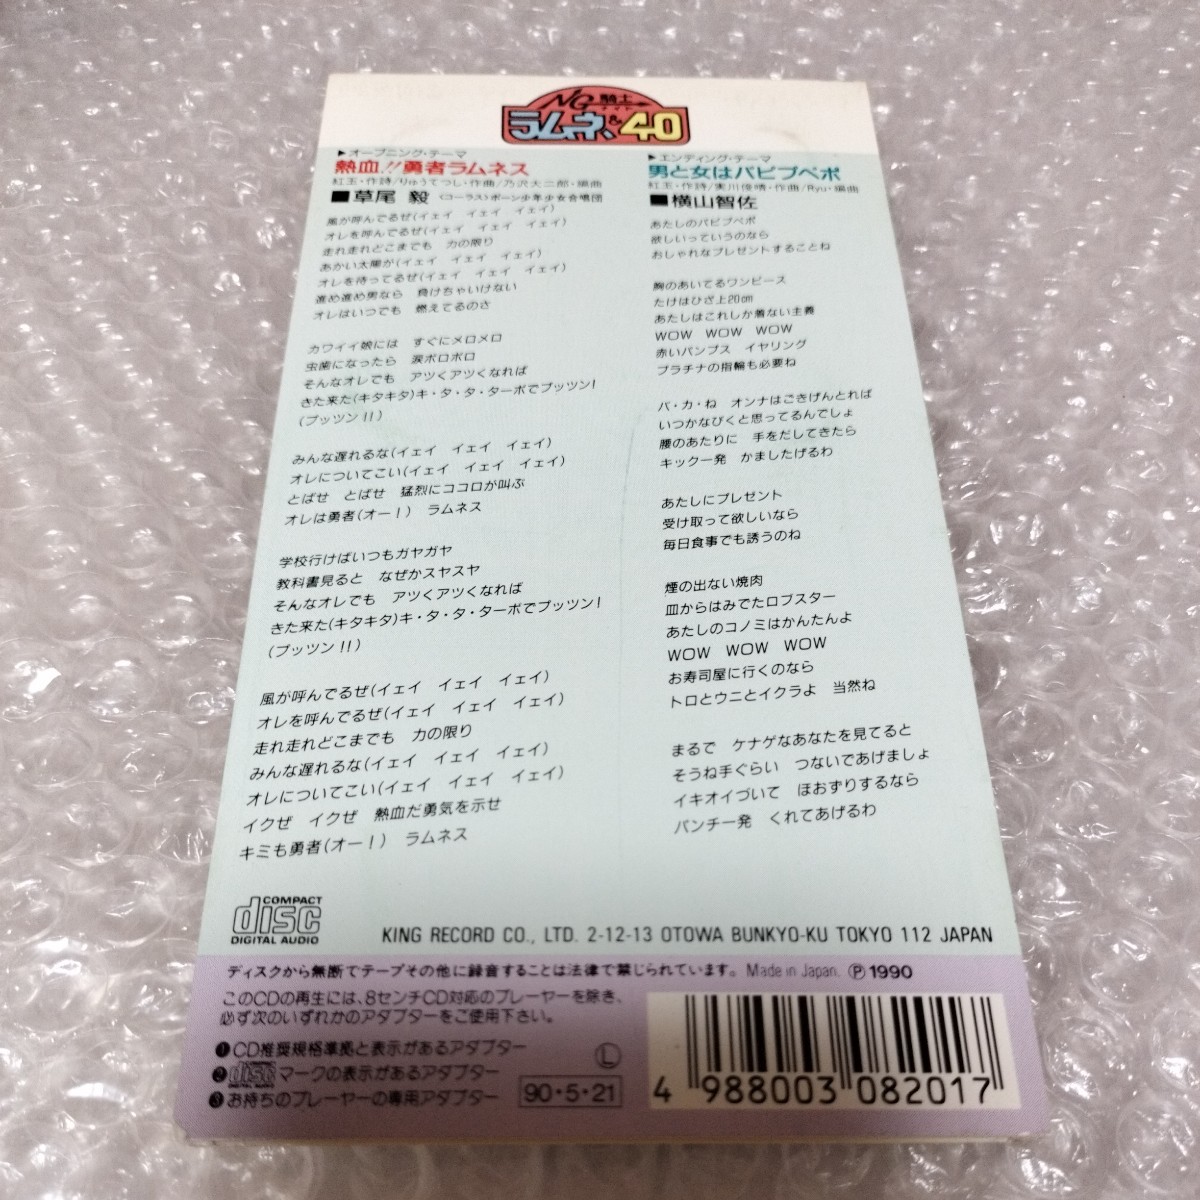 NG騎士
ナイト
ラムネ&40
▶オープニング・テーマ
熱血!!勇者ラムネス
紅玉・作詩/りゅうてつし・作曲/乃沢大二郎・編曲
■草尾 毅 〈コーラス〉ボーン少年少女合唱団
風が呼んでるぜ(イェイ イェイ イェイ)
オレを呼んでるぜ(イェイ イェイ イェイ)
走れ走れどこまでも 力の限り
あかい太陽が(イェイ イェイ イェイ)
オレを待ってるぜ(イェイ イェイ イェイ)
進め進め男なら 負けちゃいけない
オレはいつでも 燃えてるのさ
カワイイ娘には すぐにメロメロ
虫歯になったら 涙ポロポロ
そんなオレでも アツくアツくなれば
きた来た(キタキタ)キ・タ・タ・ターボでプッツン!
(プッツン!!)
みんな遅れるな(イェイ イェイ イェイ)
オレについてこい(イェイ イェイ イェイ)
とばせ とばせ 猛烈にココロが叫ぶ
オレは勇者(オー!) ラムネス
学校行けばいつもガヤガヤ
教科書見ると なぜかスヤスヤ
そんなオレでも アツくアツくなれば
きた来た(キタキタ)キ・タ・タ・ターボでプッツン!
(プッツン!!)
風が呼んでるぜ(イェイ イェイ イェイ)
オレを呼んでるぜ(イェイ イェイ イェイ)
走れ走れどこまでも 力の限り
みんな遅れるな(イェイ イェイ イェイ)
オレについてこい(イェイ イェイ イェイ)
イクぜ イクぜ 熱血だ勇気を示せ
キミも勇者(オー!) ラムネス
▶エンディング・テーマ
男と女はパピプペポ
紅玉・作詩/実川俊晴・作曲/Ryu・編曲
■横山智佐
あたしのパピプペポ
欲しいっていうのなら
おしゃれなプレゼントすることね
胸のあいてるワンピース
たけはひざ上20cm
あたしはこれしか着ない主義
WOW WOW WOW
赤いパンプス イヤリング
プラチナの指輪も必要ね
バ・カ・ね オンナはごきげんとれば
いつかなびくと思ってるんでしょ
腰のあたりに 手をだしてきたら
キック一発 かましたげるわ
あたしにプレゼント
受け取って欲しいなら
毎日食事でも誘うのね
煙の出ない焼肉
皿からはみでたロブスター
あたしのコノミはかんたんよ
WOW WOW WOW
お寿司屋に行くのなら
トロとウニとイクラよ 当然ね
まるで ケナゲなあなたを見てると
そうね手ぐらい つないであげましょ
イキオイづいて ほおずりするなら
パンチ一発 くれてあげるわ
COMPACT
disc
DIGITAL AUDIO
KING RECORD CO., LTD. 2-12-13 OTOWA BUNKYO-KU TOKYO 112 JAPAN
ディスクから無断でテープその他に録音することは法律で禁じられています。 Made in Japan. Ⓟ1990
このCDの再生には、8センチCD対応のプレーヤーを除き、
必ず次のいずれかのアダプターをご使用下さい。
❶CD推奨規格準拠と表示があるアダプター
❷disc DIGITAL AUDIO マークの表示があるアダプター
❸お持ちのプレーヤーの専用アダプター
Ⓛ
90・5・21
4 988003 082017